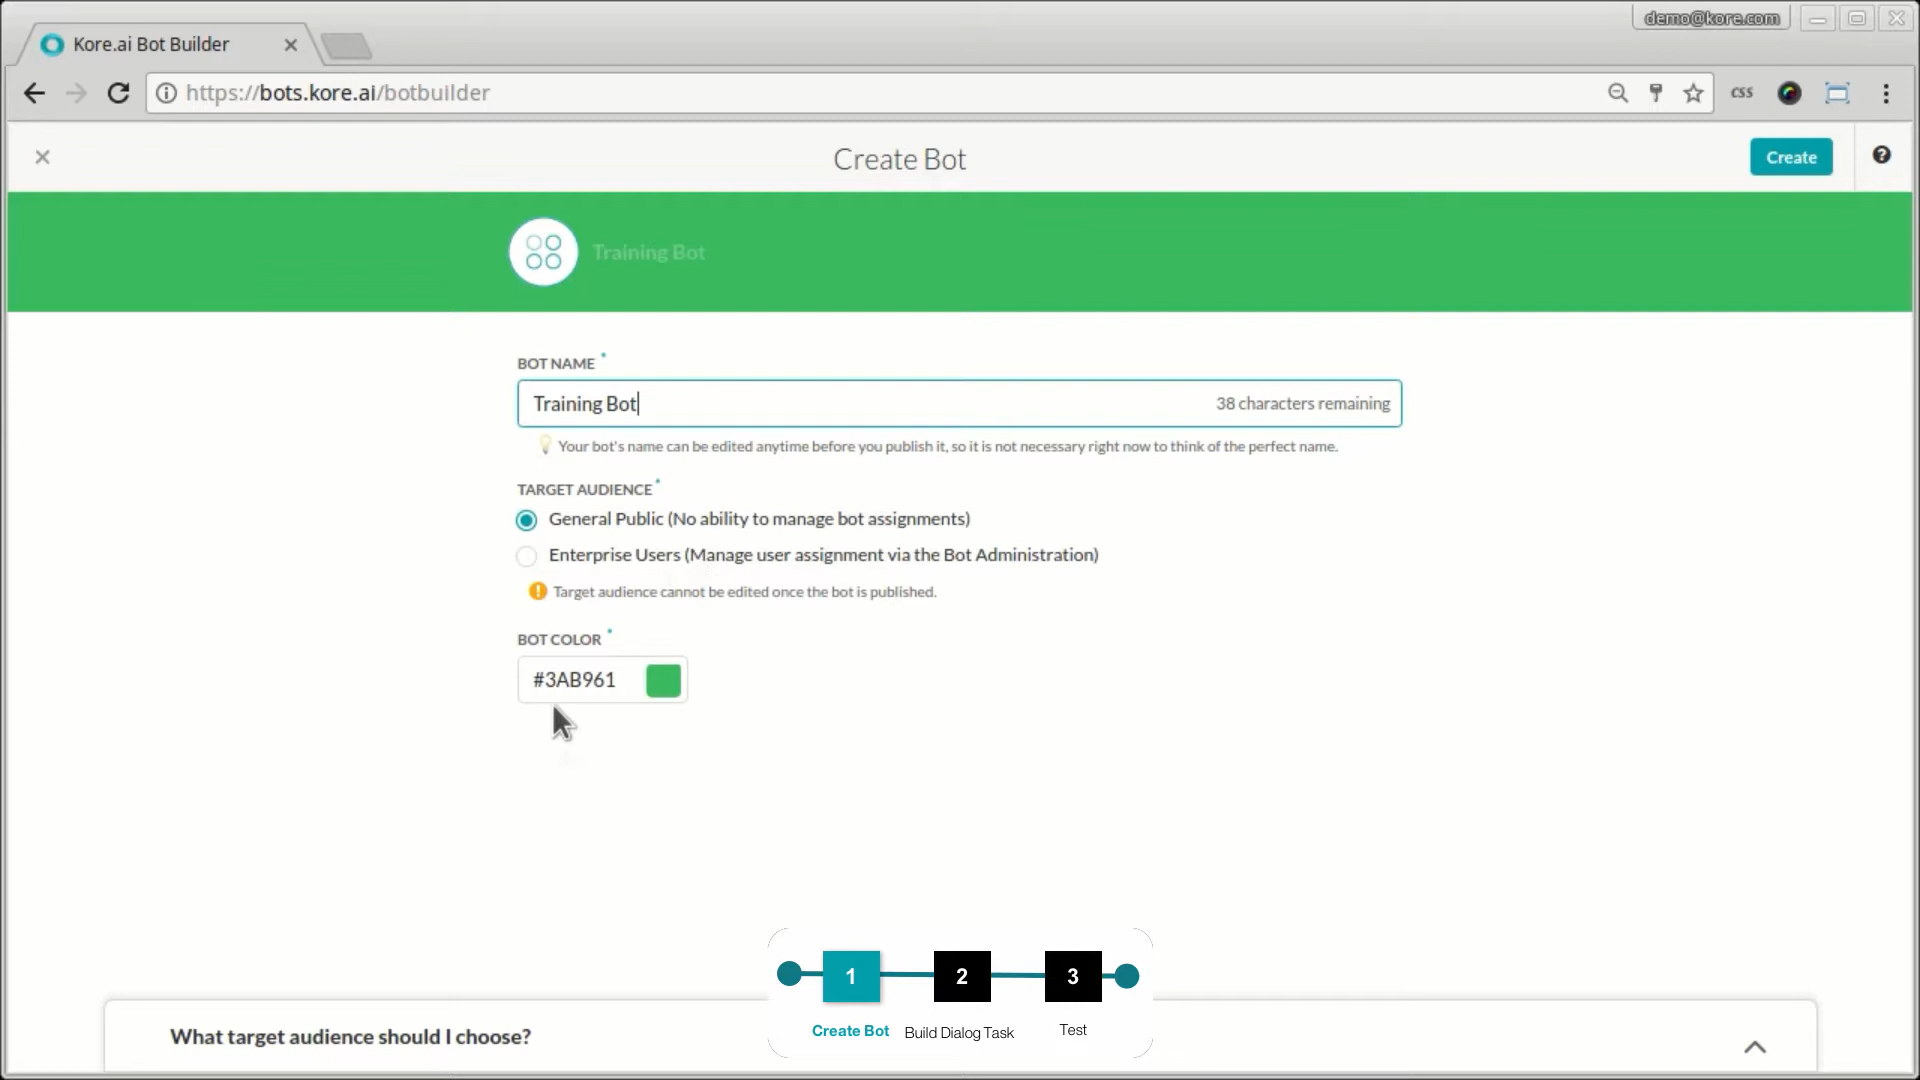 demo@kore.com
Kore.ai Bot Builder
https://bots.kore.ai/botbuilder
CSS
Create Bot
Create
?
Training Bot
BOT NAME *
Training Bot
38 characters remaining
Your bot's name can be edited anytime before you publish it, so it is not necessary right now to think of the perfect name.
TARGET AUDIENCE *
General Public (No ability to manage bot assignments)
Enterprise Users (Manage user assignment via the Bot Administration)
Target audience cannot be edited once the bot is published.
BOT COLOR *
#3AB961
1
2
3
Create Bot
Build Dialog Task
Test
What target audience should I choose?